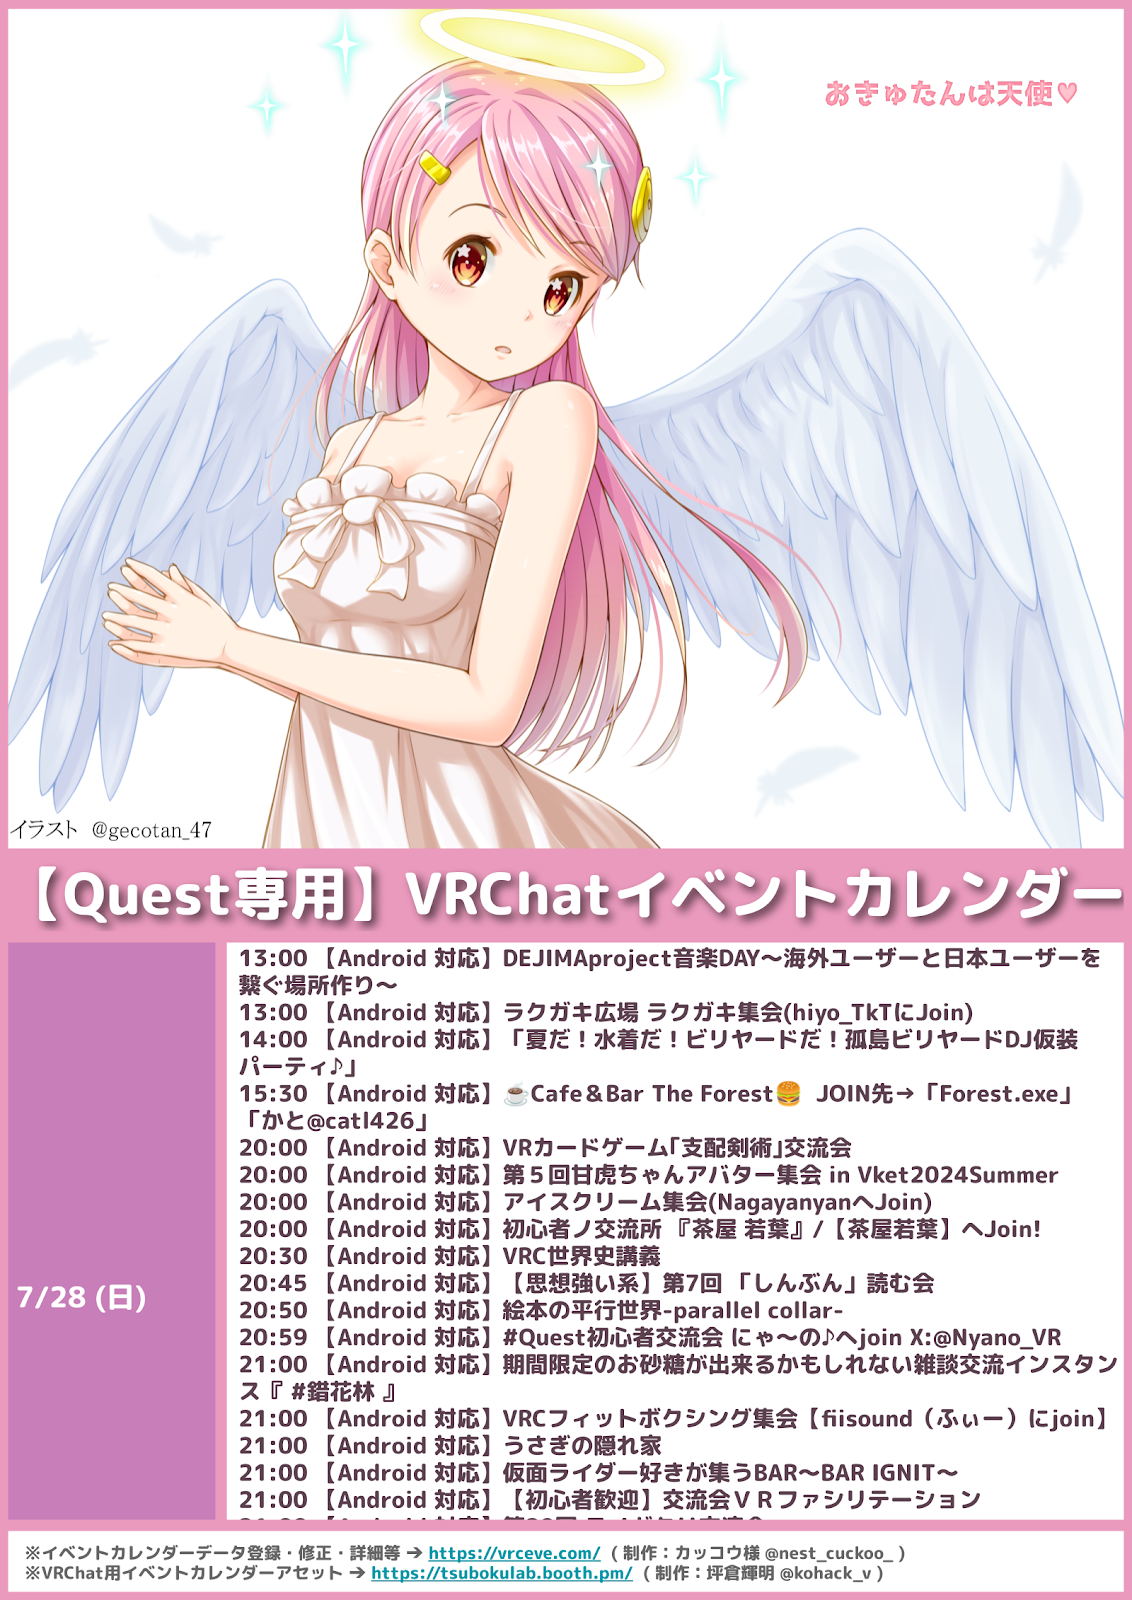 おきゅたんは天使♥
イラスト @gecotan_47
【Quest専用】VRChatイベントカレンダー
7/28 (日)
13:00 【Android 対応】DEJIMAproject音楽DAY～海外ユーザーと日本ユーザーを
繋ぐ場所作り～
13:00 【Android 対応】ラクガキ広場 ラクガキ集会(hiyo_TkTにJoin)
14:00 【Android 対応】「夏だ！水着だ！ビリヤードだ！孤島ビリヤードDJ仮装
パーティ♪」
15:30 【Android 対応】☕Cafe＆Bar The Forest🍔 JOIN先→「Forest.exe」
「かと@catl426」
20:00 【Android 対応】VRカードゲーム｢支配剣術｣交流会
20:00 【Android 対応】第５回甘虎ちゃんアバター集会 in Vket2024Summer
20:00 【Android 対応】アイスクリーム集会(NagayanyanへJoin)
20:00 【Android 対応】初心者ノ交流所 『茶屋 若葉』/【茶屋若葉】へJoin!
20:30 【Android 対応】VRC世界史講義
20:45 【Android 対応】【思想強い系】第7回 「しんぶん」読む会
20:50 【Android 対応】絵本の平行世界-parallel collar-
20:59 【Android 対応】#Quest初心者交流会 にゃ～の♪へjoin X:@Nyano_VR
21:00 【Android 対応】期間限定のお砂糖が出来るかもしれない雑談交流インスタン
ス『 #錯花林 』
21:00 【Android 対応】VRCフィットボクシング集会【fiisound（ふぃー）にjoin】
21:00 【Android 対応】うさぎの隠れ家
21:00 【Android 対応】仮面ライダー好きが集うBAR～BAR IGNIT～
21:00 【Android 対応】【初心者歓迎】交流会ＶＲファシリテーション
※イベントカレンダーデータ登録・修正・詳細等 → https://vrceve.com/ ( 制作：カッコウ様 @nest_cuckoo_ )
※VRChat用イベントカレンダーアセット → https://tsubokulab.booth.pm/ ( 制作：坪倉輝明 @kohack_v )